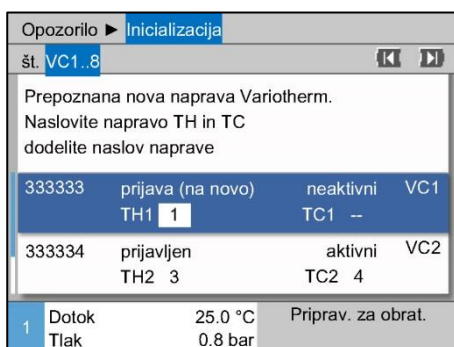 Opozorilo ► Inicializacija
št. VC1..8
Prepoznana nova naprava Variotherm.
Naslovite napravo TH in TC
dodelite naslov naprave
333333 prijava (na novo) neaktivni VC1
TH1 1 TC1 --
333334 prijavljen aktivni VC2
TH2 3 TC2 4
1 Dotok 25.0 °C Priprav. za obrat.
Tlak 0.8 bar